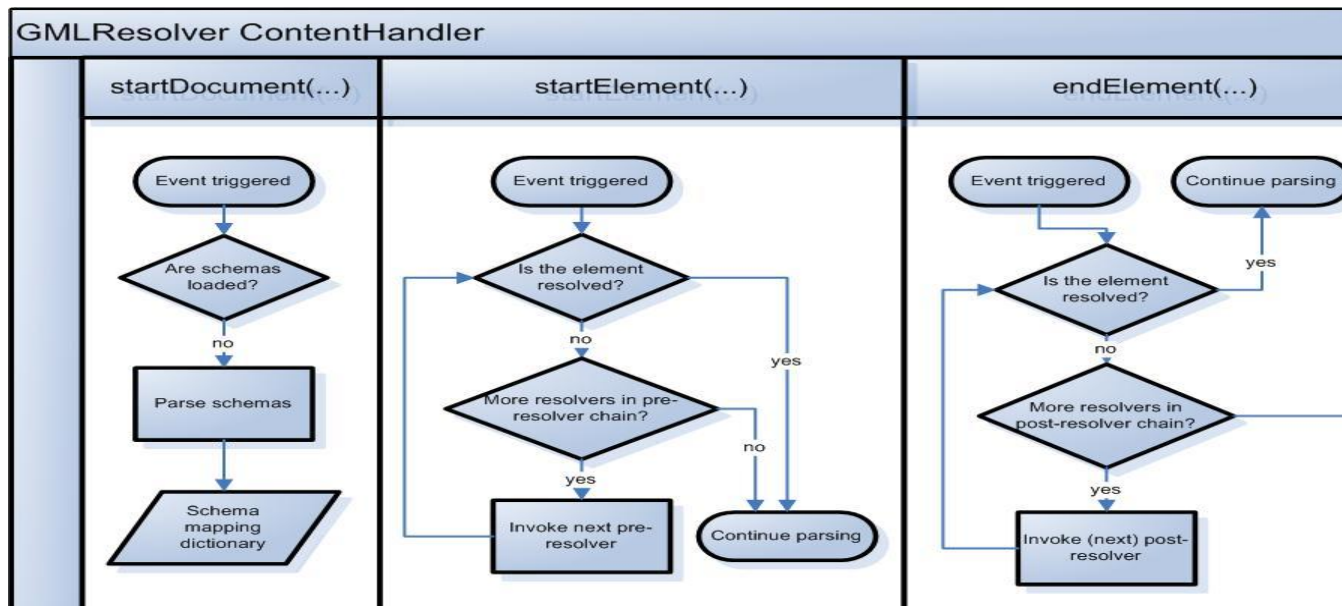 GMLResolver ContentHandler
startDocument(...)
startElement(...)
endElement(...)
Event triggered
Are schemas
loaded?
no
Parse schemas
Schema
mapping
dictionary
Event triggered
Is the element
resolved?
no
yes
More resolvers in pre-
resolver chain?
no
yes
Invoke next pre-
resolver
Continue parsing
Event triggered
Continue parsing
Is the element
resolved?
yes
no
More resolvers in
post-resolver chain?
yes
Invoke (next) post-
resolver